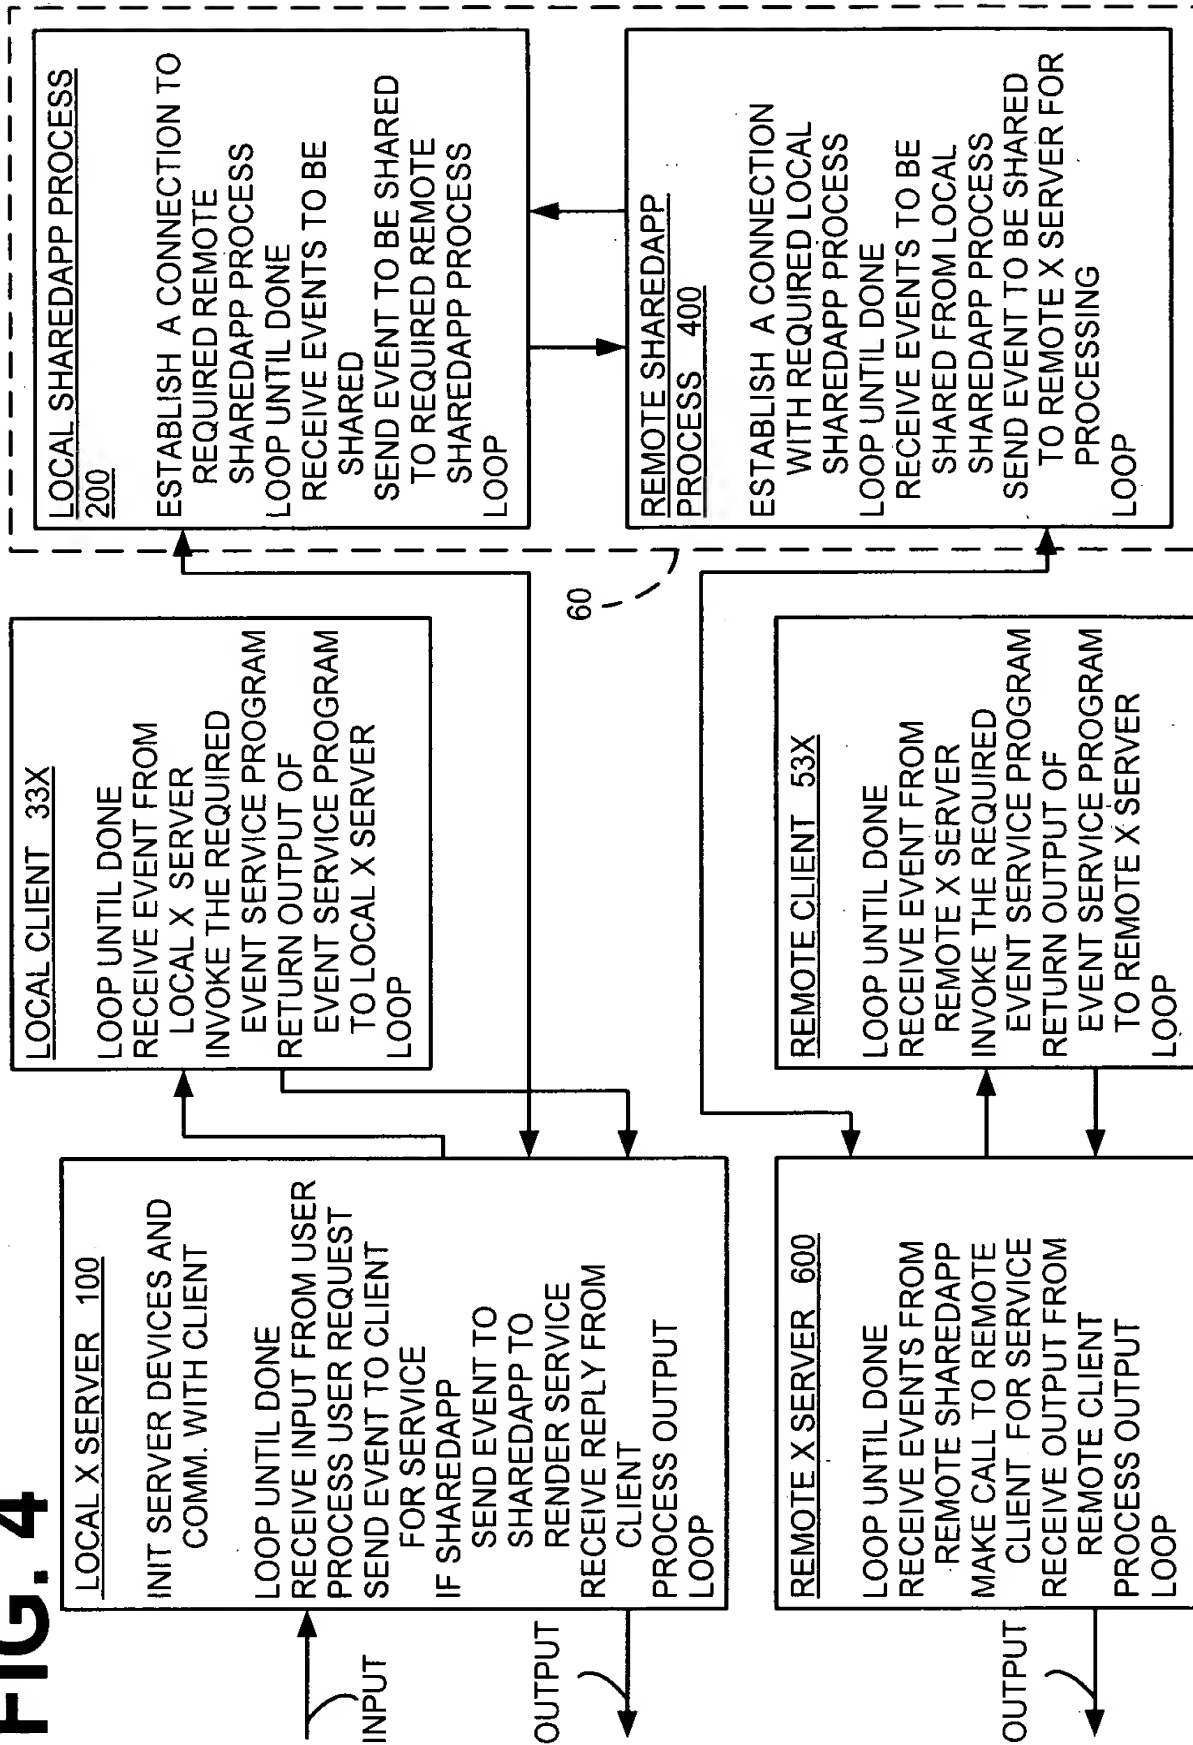 FIG. 4
LOCAL X SERVER 100
INIT SERVER DEVICES AND
COMM. WITH CLIENT
LOOP UNTIL DONE
RECEIVE INPUT FROM USER
PROCESS USER REQUEST
SEND EVENT TO CLIENT
FOR SERVICE
IF SHAREDAPP
SEND EVENT TO
SHAREDAPP TO
RENDER SERVICE
RECEIVE REPLY FROM
CLIENT
PROCESS OUTPUT
LOOP
INPUT
OUTPUT
LOCAL CLIENT 33X
LOOP UNTIL DONE
RECEIVE EVENT FROM
LOCAL X SERVER
INVOKE THE REQUIRED
EVENT SERVICE PROGRAM
RETURN OUTPUT OF
EVENT SERVICE PROGRAM
TO LOCAL X SERVER
LOOP
LOCAL SHAREDAPP PROCESS
200
ESTABLISH A CONNECTION TO
REQUIRED REMOTE
SHAREDAPP PROCESS
LOOP UNTIL DONE
RECEIVE EVENTS TO BE
SHARED
SEND EVENT TO BE SHARED
TO REQUIRED REMOTE
SHAREDAPP PROCESS
LOOP
60
REMOTE X SERVER 600
LOOP UNTIL DONE
RECEIVE EVENTS FROM
REMOTE SHAREDAPP
MAKE CALL TO REMOTE
CLIENT FOR SERVICE
RECEIVE OUTPUT FROM
REMOTE CLIENT
PROCESS OUTPUT
LOOP
OUTPUT
REMOTE CLIENT 53X
LOOP UNTIL DONE
RECEIVE EVENT FROM
REMOTE X SERVER
INVOKE THE REQUIRED
EVENT SERVICE PROGRAM
RETURN OUTPUT OF
EVENT SERVICE PROGRAM
TO REMOTE X SERVER
LOOP
REMOTE SHAREDAPP
PROCESS 400
ESTABLISH A CONNECTION
WITH REQUIRED LOCAL
SHAREDAPP PROCESS
LOOP UNTIL DONE
RECEIVE EVENTS TO BE
SHARED FROM LOCAL
SHAREDAPP PROCESS
SEND EVENT TO BE SHARED
TO REMOTE X SERVER FOR
PROCESSING
LOOP